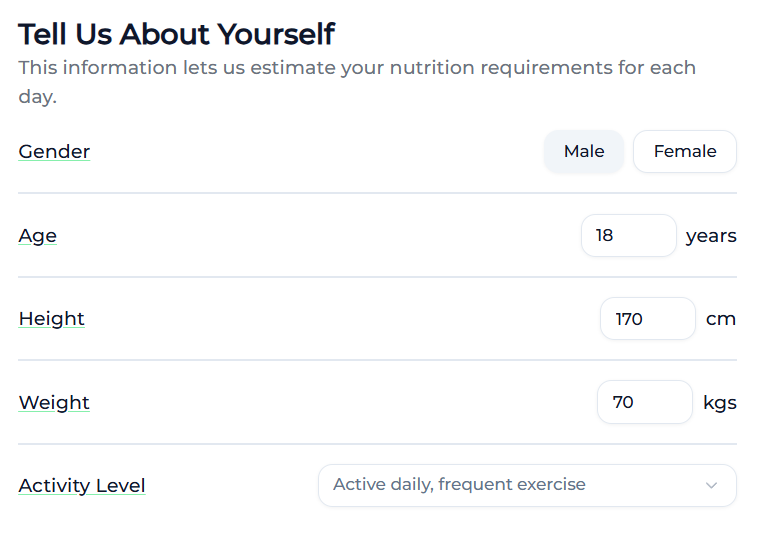 Tell Us About Yourself
This information lets us estimate your nutrition requirements for each
day.
Gender Male Female
Age 18 years
Height 170 cm
Weight 70 kgs
Activity Level Active daily, frequent exercise